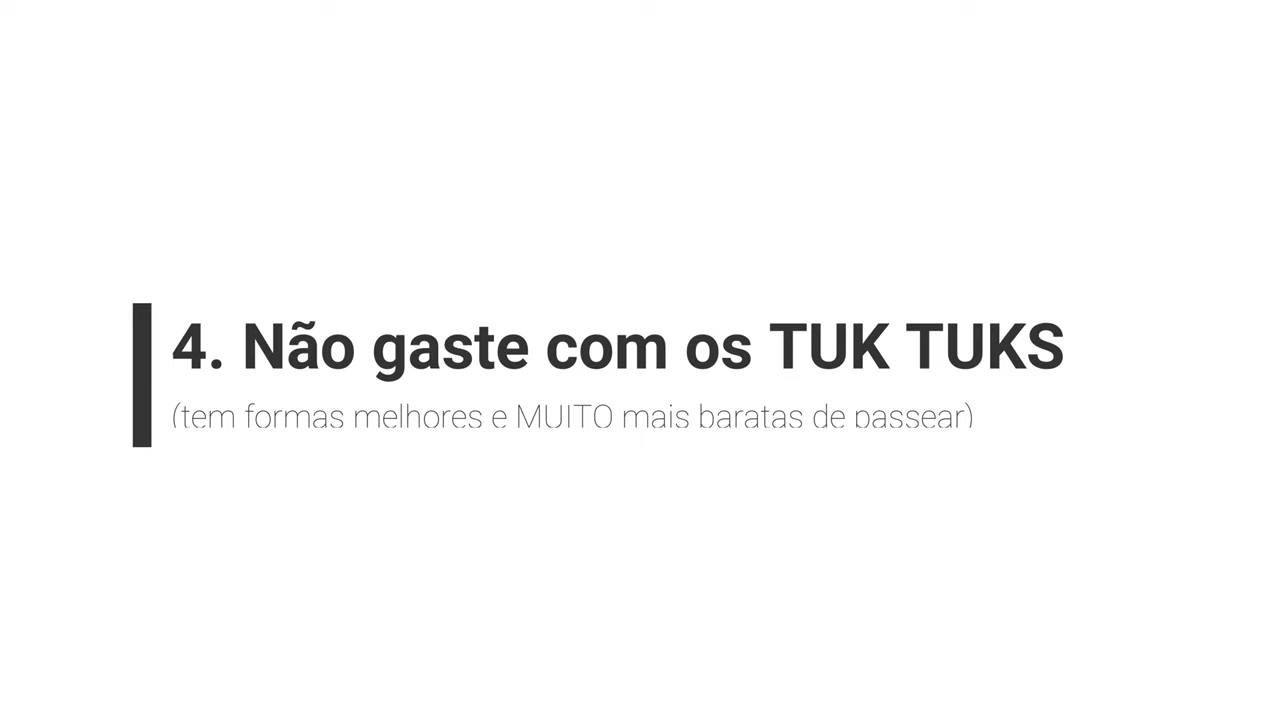 4. Não gaste com os TUK TUKS
(tem formas melhores e MUITO mais baratas de passear)